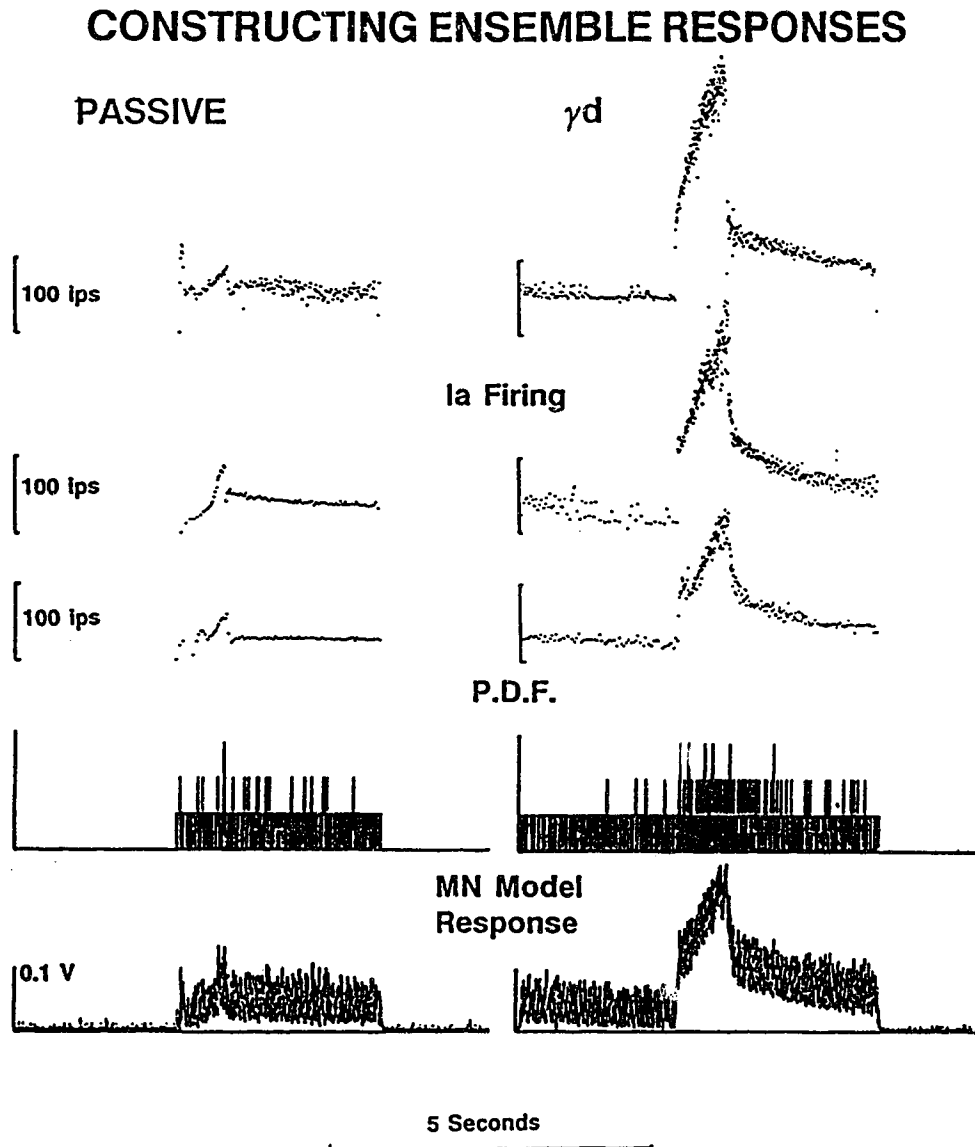 CONSTRUCTING ENSEMBLE RESPONSES
PASSIVE
γd
100 ips
Ia Firing
100 ips
100 ips
P.D.F.
MN Model
Response
0.1 V
5 Seconds